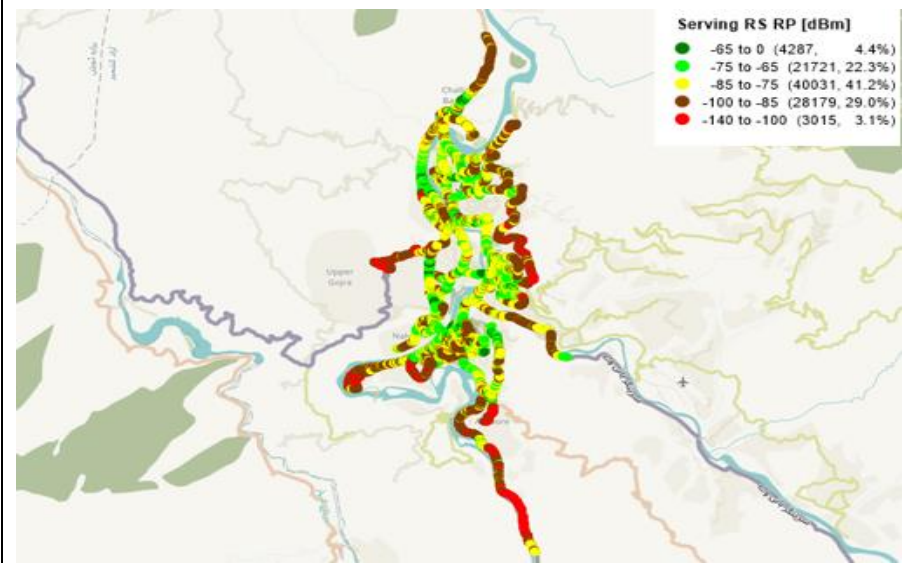 Serving RS RP [dBm]
-65 to 0 (4287, 4.4%)
-75 to -65 (21721, 22.3%)
-85 to -75 (40031, 41.2%)
-100 to -85 (28179, 29.0%)
-140 to -100 (3015, 3.1%)
Upper
Gojra